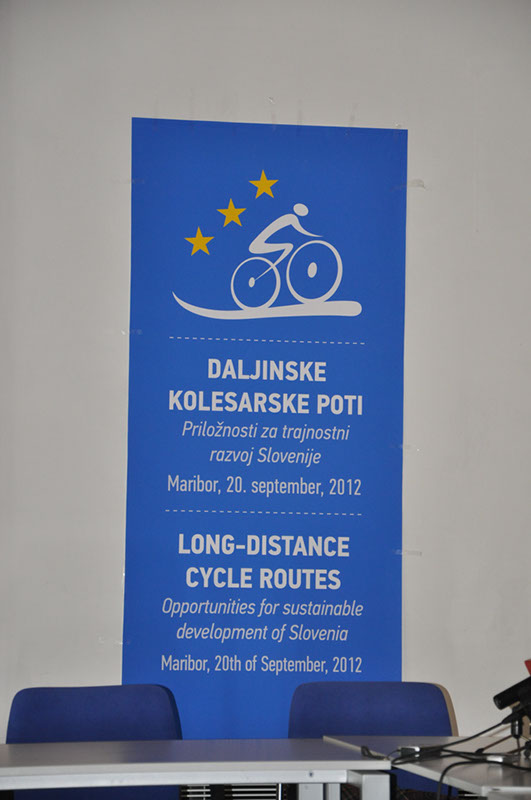 DALJINSKE
KOLESARSKE POTI
Priložnosti za trajnostni
razvoj Slovenije
Maribor, 20. september, 2012
LONG-DISTANCE
CYCLE ROUTES
Opportunities for sustainable
development of Slovenia
Maribor, 20th of September, 2012